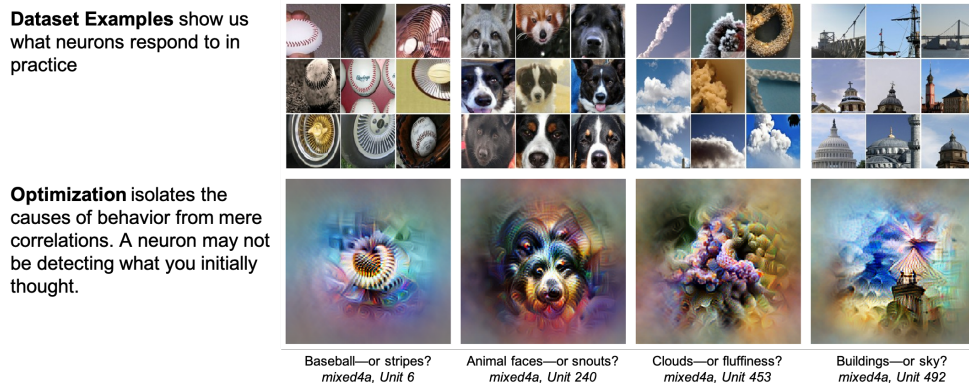 Dataset Examples show us
what neurons respond to in
practice
Optimization isolates the
causes of behavior from mere
correlations. A neuron may not
be detecting what you initially
thought.
Baseball—or stripes?
mixed4a, Unit 6
Animal faces—or snouts?
mixed4a, Unit 240
Clouds—or fluffiness?
mixed4a, Unit 453
Buildings—or sky?
mixed4a, Unit 492